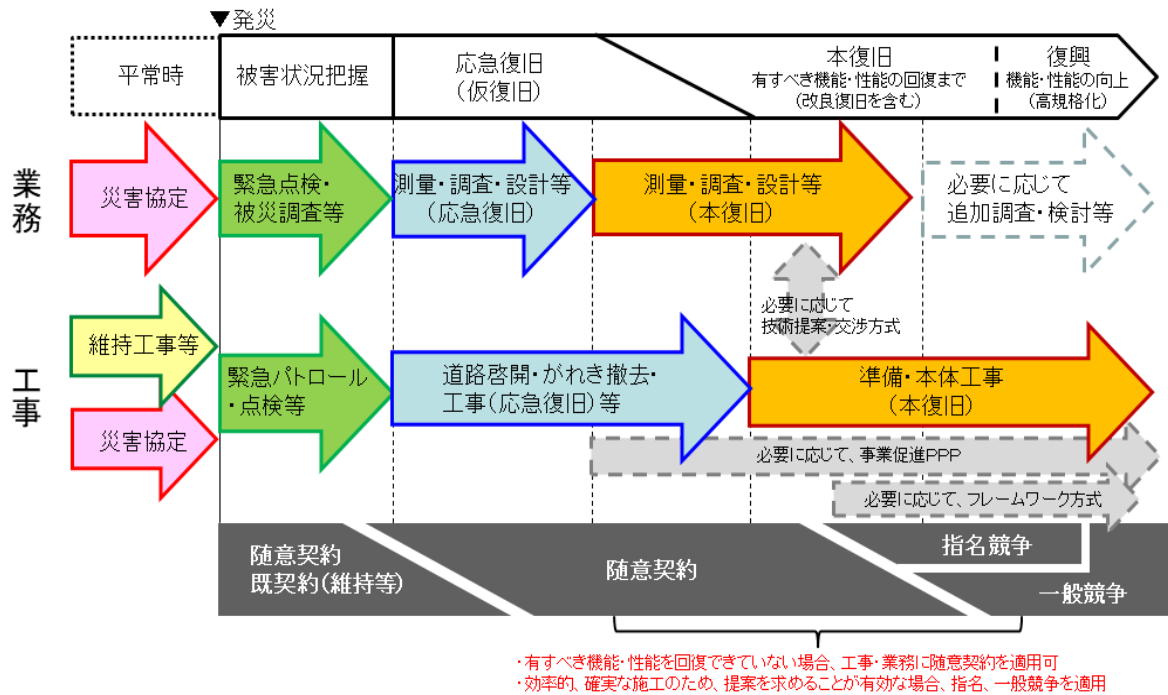 ▼発災
平常時
被害状況把握
応急復旧
(仮復旧)
本復旧
有すべき機能・性能の回復まで
(改良復旧を含む)
復興
機能・性能の向上
(高規格化)
業務
災害協定
緊急点検・
被災調査等
測量・調査・設計等
(応急復旧)
測量・調査・設計等
(本復旧)
必要に応じて
追加調査・検討等
必要に応じて
技術提案・交渉方式
工事
維持工事等
災害協定
緊急パトロール
・点検等
道路啓開・がれき撤去・
工事(応急復旧)等
準備・本体工事
(本復旧)
必要に応じて、事業促進PPP
必要に応じて、フレームワーク方式
随意契約
既契約(維持等)
随意契約
指名競争
一般競争
・有すべき機能・性能を回復できていない場合、工事・業務に随意契約を適用可
・効率的、確実な施工のため、提案を求めることが有効な場合、指名、一般競争を適用